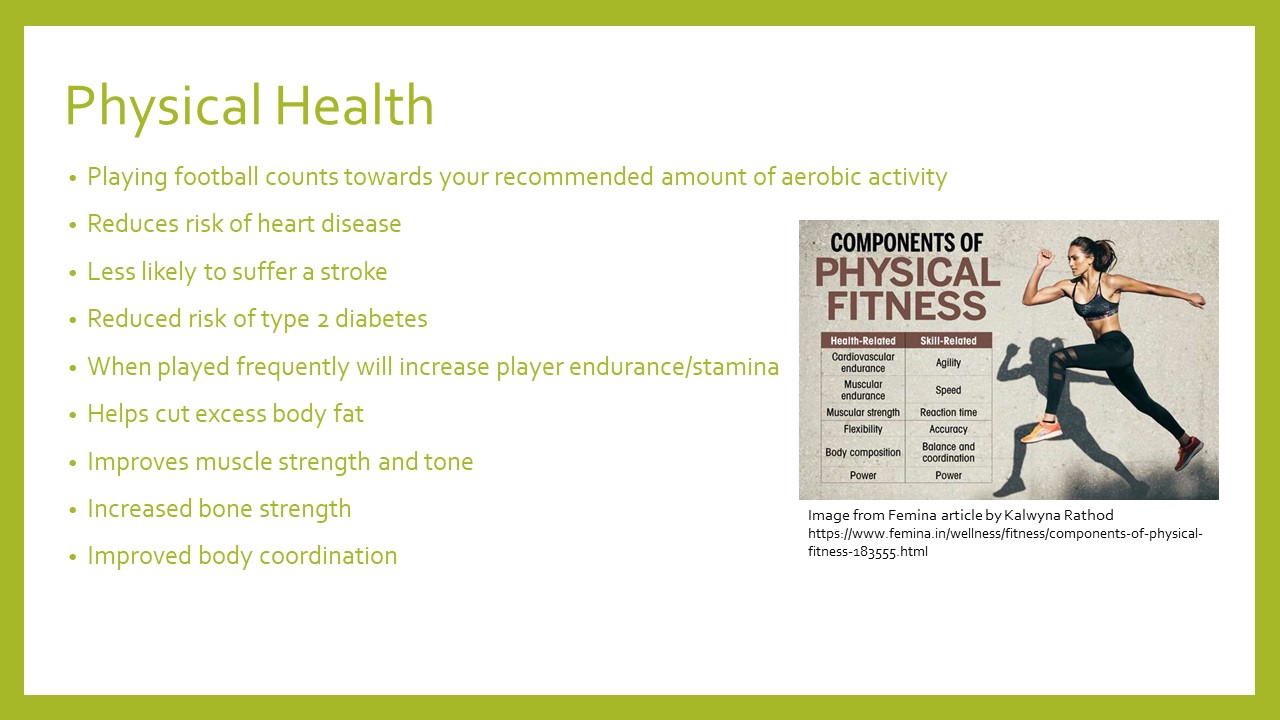 Physical Health
• Playing football counts towards your recommended amount of aerobic activity
• Reduces risk of heart disease
• Less likely to suffer a stroke
• Reduced risk of type 2 diabetes
• When played frequently will increase player endurance/stamina
• Helps cut excess body fat
• Improves muscle strength and tone
• Increased bone strength
• Improved body coordination
COMPONENTS OF
PHYSICAL
FITNESS
Health-Related Skill-Related
Cardiovascular
endurance
Agility
Muscular
endurance
Speed
Muscular strength Reaction time
Flexibility Accuracy
Body composition
Balance and
coordination
Power Power
Image from Femina article by Kalwyna Rathod
https://www.femina.in/wellness/fitness/components-of-physical-
fitness-183555.html